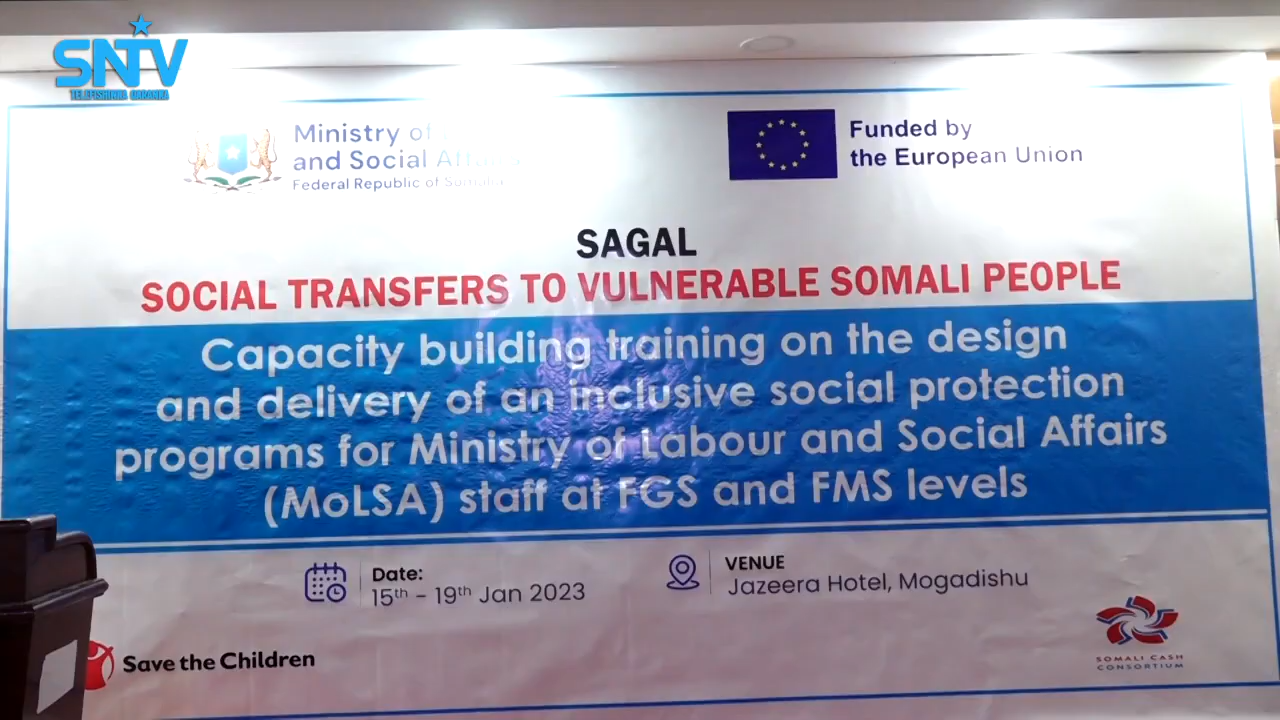 SNTV
Ministry of
and Social Affairs
Federal Republic of Somalia
Funded by
the European Union
SAGAL
SOCIAL TRANSFERS TO VULNERABLE SOMALI PEOPLE
Capacity building training on the design
and delivery of an inclusive social protection
programs for Ministry of Labour and Social Affairs
(MoLSA) staff at FGS and FMS levels
Date:
15th - 19th Jan 2023
VENUE
Jazeera Hotel, Mogadishu
Save the Children
SOMALI CASH
CONSORTIUM